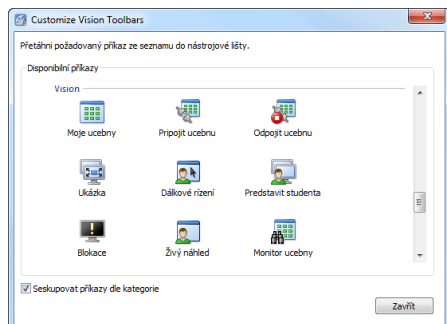 Customize Vision Toolbars
Přetáhni požadovaný příkaz ze seznamu do nástrojové lišty.
Disponibilní příkazy
Vision
Moje ucebny Pripojit ucebnu Odpojit ucebnu
Ukázka Dálkové rízení Predstavit studenta
Blokace Živý náhled Monitor ucebny
Seskupovat příkazy dle kategorie
Zavřít